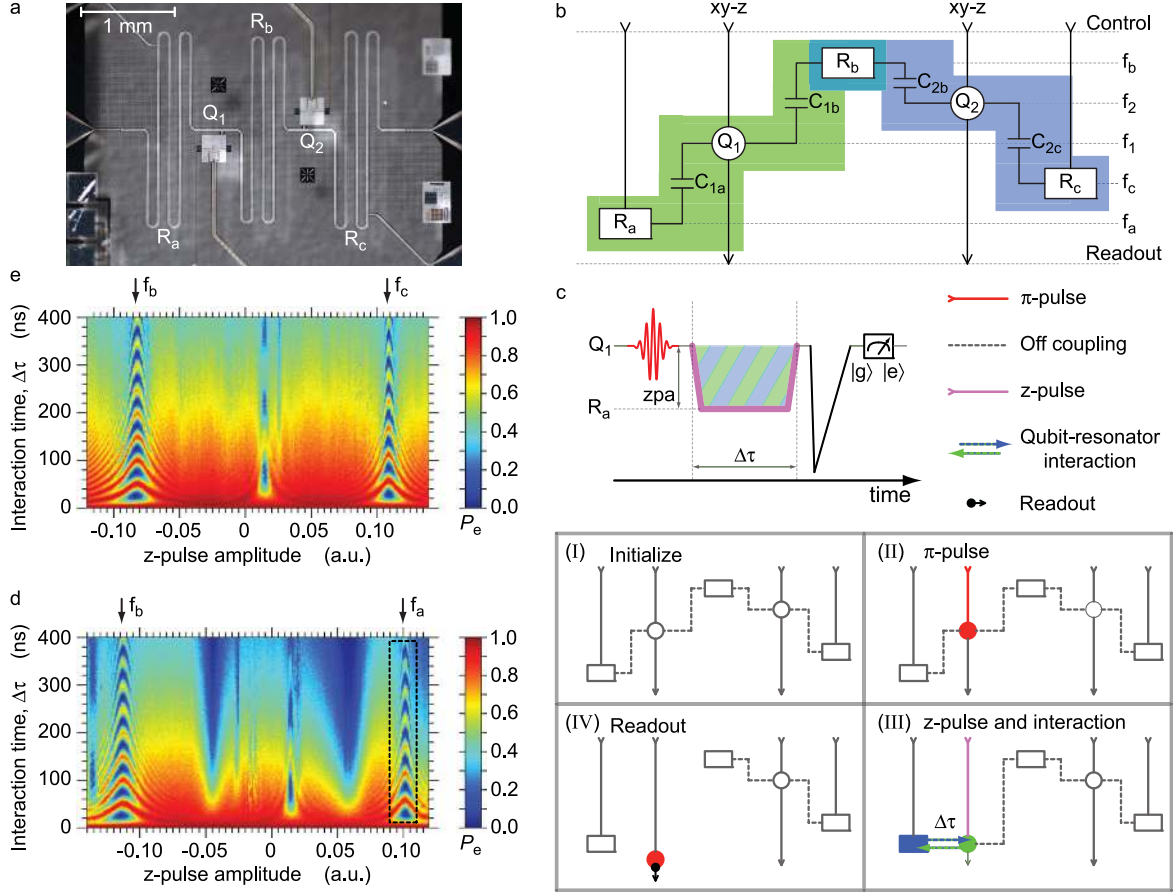 a
1 mm
R_b
Q_1
Q_2
R_a
R_c
b
xy-z
xy-z
Control
R_b
f_b
C_1b
C_2b
Q_2
f_2
Q_1
f_1
C_2c
C_1a
R_c
f_c
R_a
f_a
Readout
e
f_b
f_c
Interaction time, Δτ (ns)
400
300
200
100
0
-0.10
-0.05
0
0.05
0.10
z-pulse amplitude (a.u.)
1.0
0.8
0.6
0.4
0.2
0.0
P_e
c
Q_1
zpa
|g⟩ |e⟩
R_a
Δτ
time
π-pulse
Off coupling
z-pulse
Qubit-resonator
interaction
Readout
d
f_b
f_a
Interaction time, Δτ (ns)
400
300
200
100
0
-0.10
-0.05
0
0.05
0.10
z-pulse amplitude (a.u.)
1.0
0.8
0.6
0.4
0.2
0.0
P_e
(I) Initialize
(II) π-pulse
(IV) Readout
(III) z-pulse and interaction
Δτ